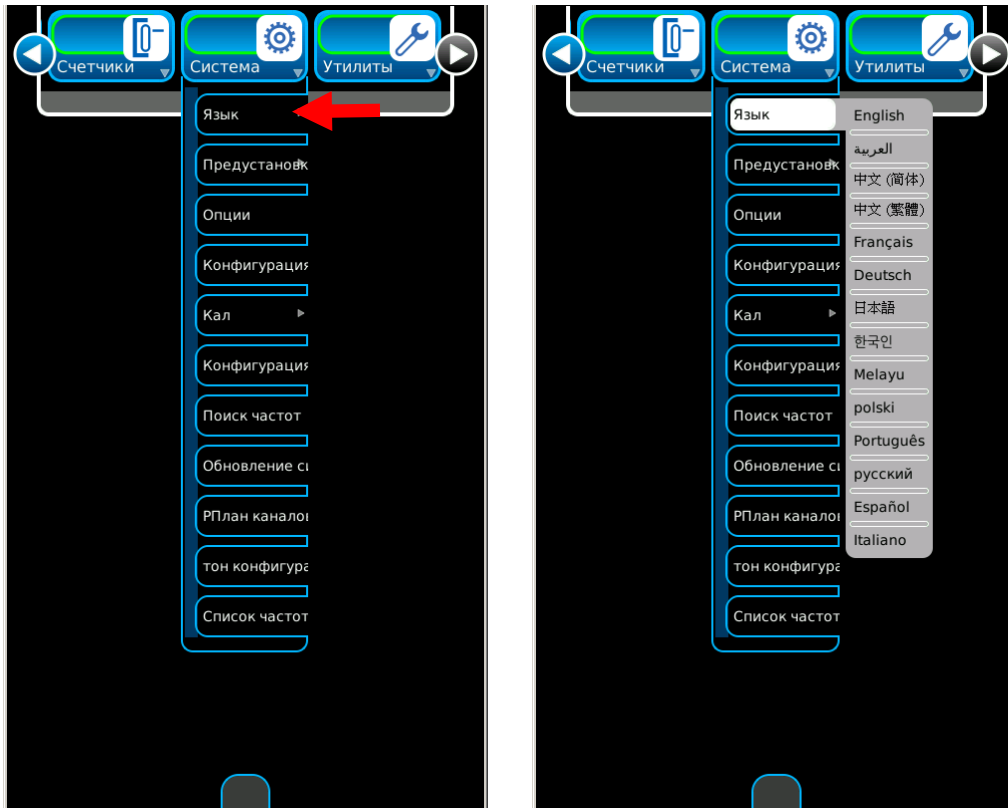 Счетчики
Система
Утилиты
Язык
Предустановк
Опции
Конфигурация
Кал
Конфигурация
Поиск частот
Обновление си
РПлан каналов
тон конфигура
Список частот
Счетчики
Система
Утилиты
Язык
Предустановк
Опции
Конфигурация
Кал
Конфигурация
Поиск частот
Обновление си
РПлан каналов
тон конфигура
Список частот
English
العربية
中文 (简体)
中文 (繁體)
Français
Deutsch
日本語
한국인
Melayu
polski
Português
русский
Español
Italiano